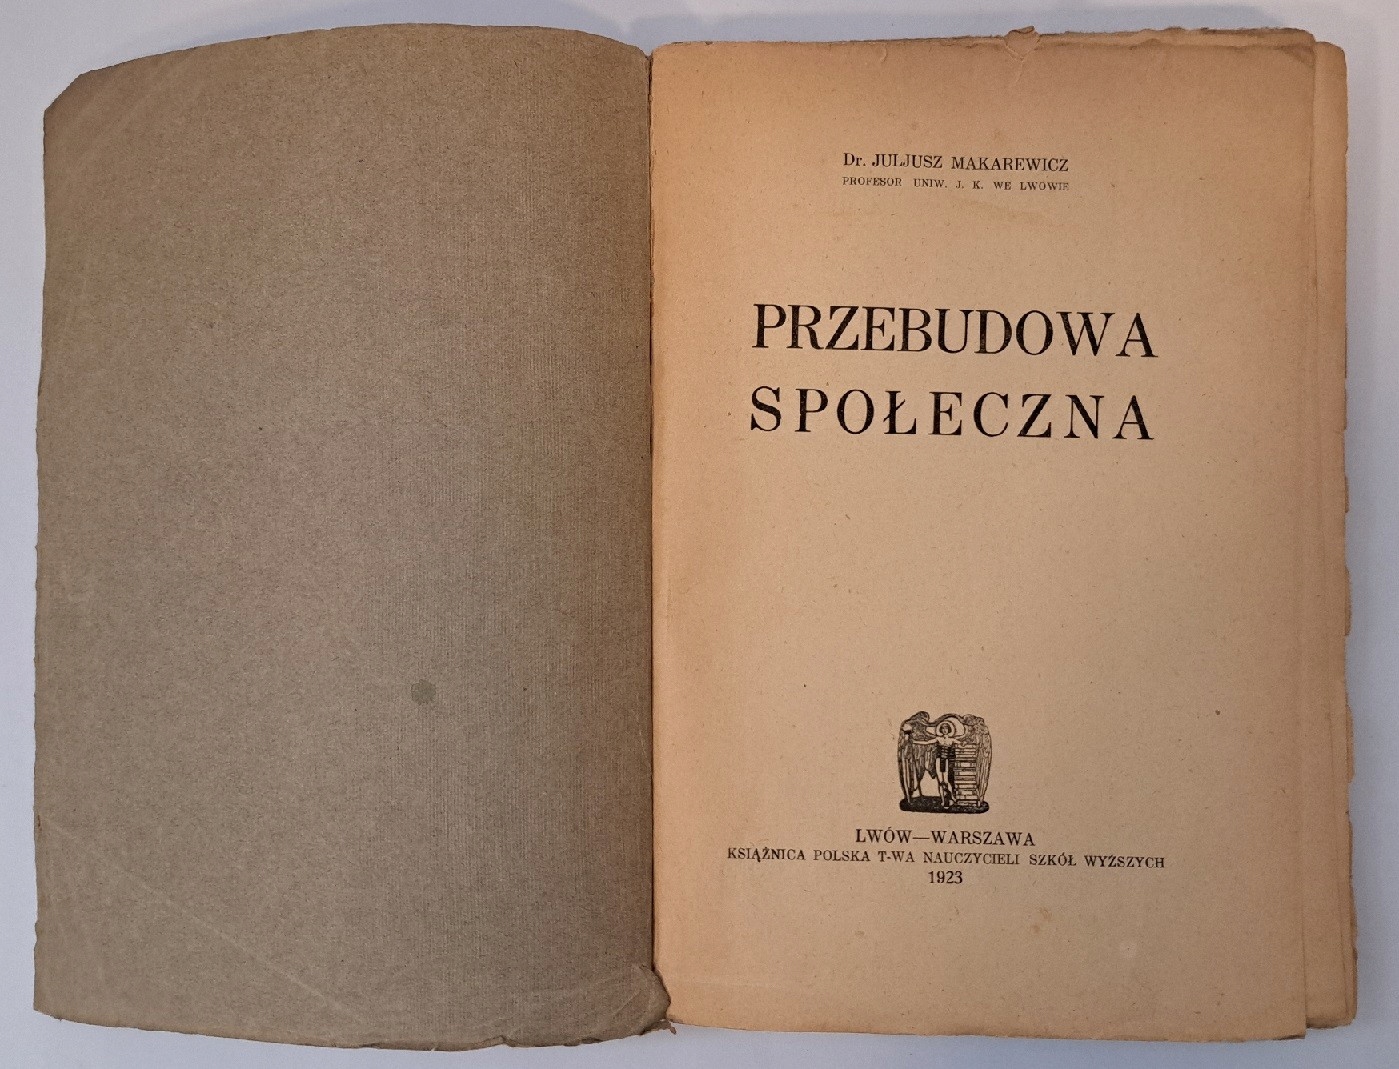 Dr. JULJUSZ MAKAREWICZ
PROFESOR UNIW. J. K. WE LWOWIE
PRZEBUDOWA
SPOŁECZNA
LWÓW—WARSZAWA
KSIĄŻNICA POLSKA T-WA NAUCZYCIELI SZKÓŁ WYŻSZYCH
1923